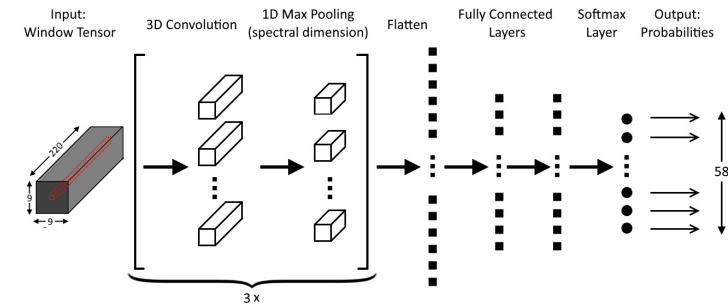 Input:
Window Tensor
3D Convolution
1D Max Pooling
(spectral dimension)
Flatten
Fully Connected
Layers
Softmax
Layer
Output:
Probabilities
220
9
9
58
3 x